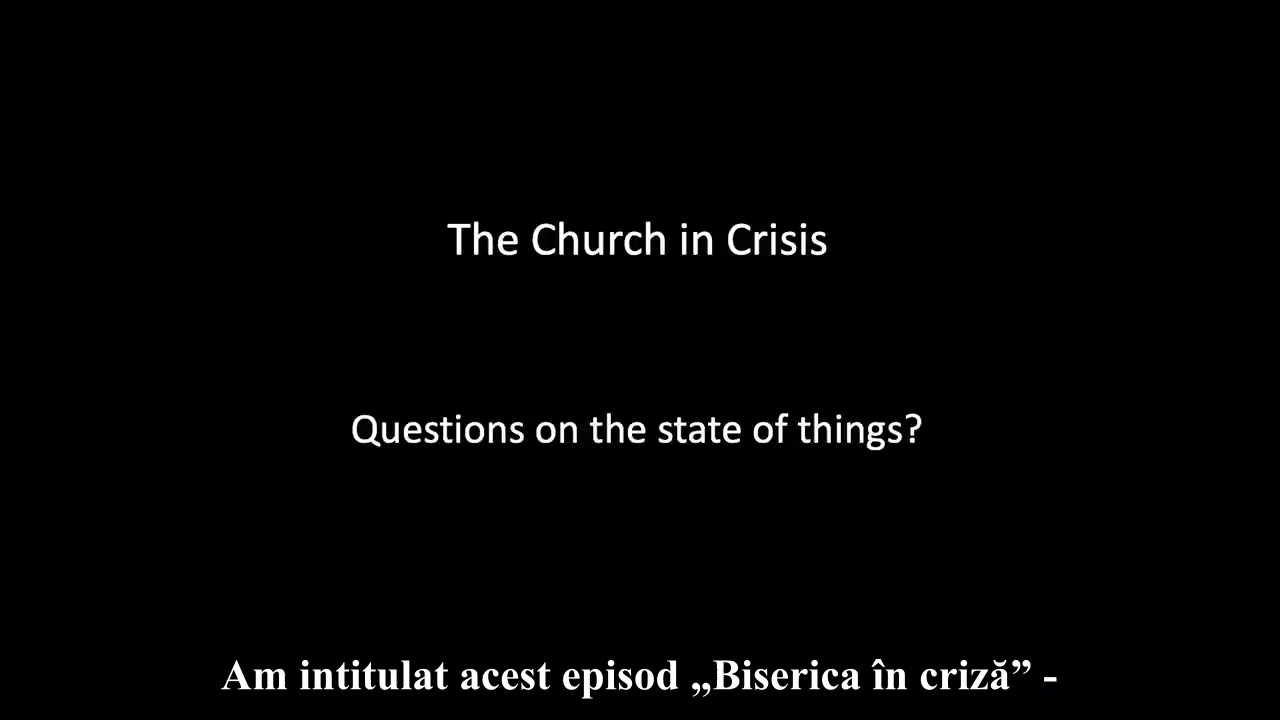 The Church in Crisis
Questions on the state of things?
Am intitulat acest episod „Biserica în criză” -